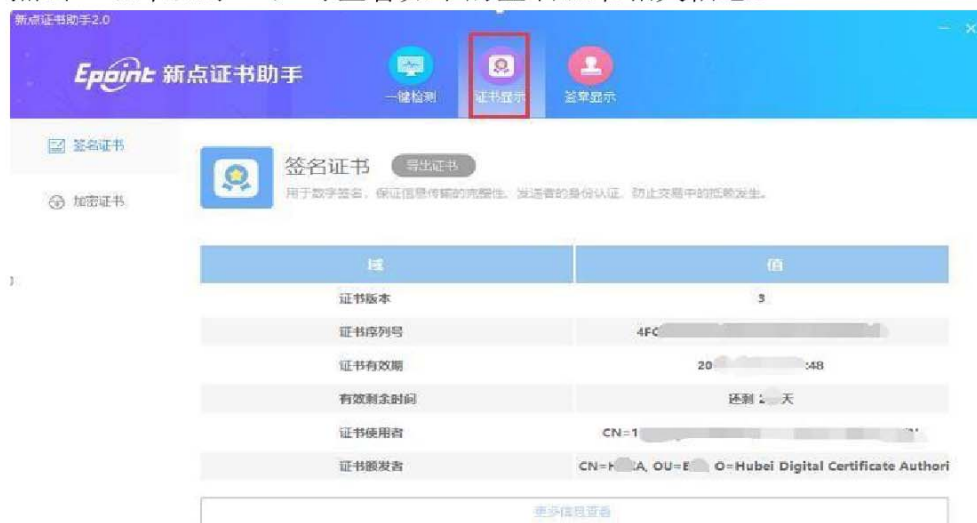 新点证书助手2.0
Epoint 新点证书助手
一键检测
证书显示
签章显示
签名证书
加密证书
签名证书
导出证书
用于数字签名，保证信息传输的完整性、发送者的身份认证、防止交易中的抵赖发生。
域 值
证书版本 3
证书序列号 4FC
证书有效期 20 :48
有效剩余时间 还剩 2 天
证书使用者 CN=1
证书颁发者 CN=H CA, OU=E O=Hubei Digital Certificate Authori
更多信息查看